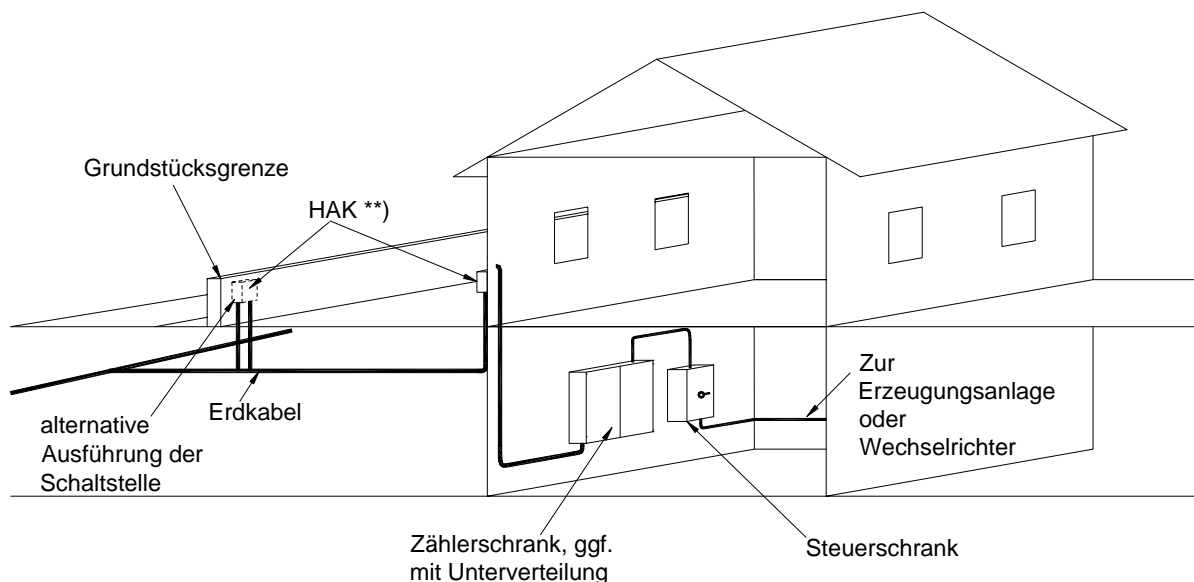 Grundstücksgrenze
HAK **)
alternative
Ausführung der
Schaltstelle
Erdkabel
Zur
Erzeugungsanlage
oder
Wechselrichter
Zählerschrank, ggf.
mit Unterverteilung
Steuerschrank